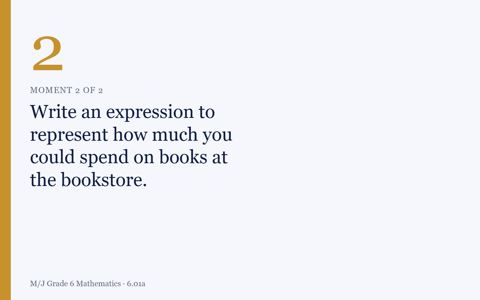 2
MOMENT 2 OF 2
Write an expression to
represent how much you
could spend on books at
the bookstore.
M/J Grade 6 Mathematics · 6.01a